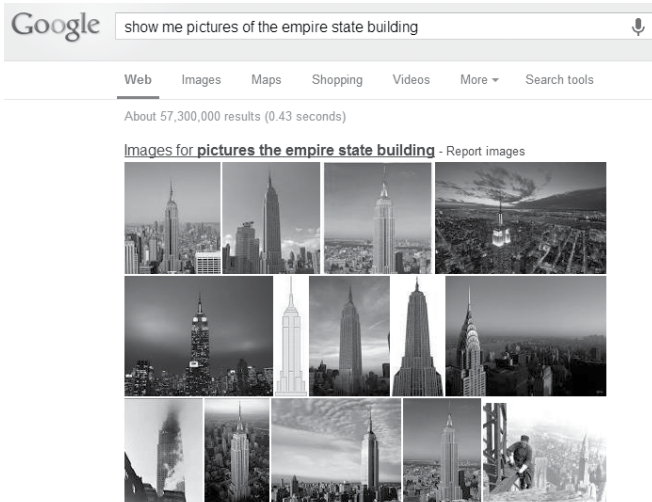 Google
show me pictures of the empire state building
Web Images Maps Shopping Videos More Search tools
About 57,300,000 results (0.43 seconds)
Images for pictures the empire state building - Report images